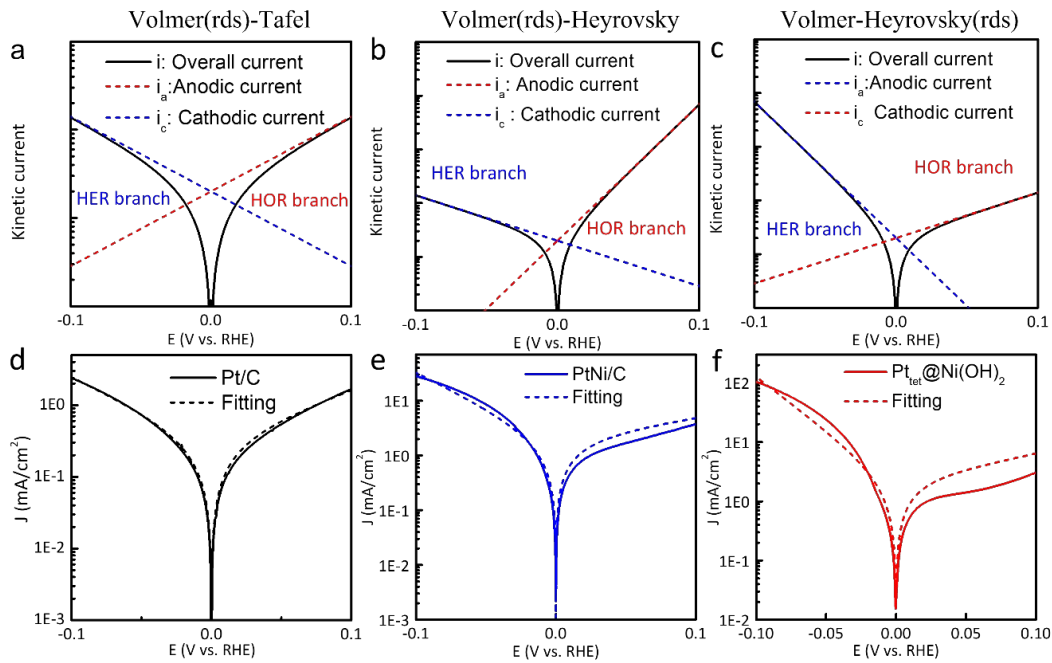 Volmer(rds)-Tafel
Volmer(rds)-Heyrovsky
Volmer-Heyrovsky(rds)
a
i: Overall current
ia:Anodic current
ic: Cathodic current
HER branch
HOR branch
Kinetic current
-0.1
0.0
0.1
E (V vs. RHE)
b
i: Overall current
ia: Anodic current
ic : Cathodic current
HER branch
HOR branch
Kinetic current
-0.1
0.0
0.1
E (V vs. RHE)
c
i: Overall current
ia:Anodic current
ic Cathodic current
HOR branch
HER branch
Kinetic current
-0.1
0.0
0.1
E (V vs. RHE)
d
Pt/C
Fitting
J (mA/cm2)
1E0
1E-1
1E-2
1E-3
-0.1
0.0
0.1
E (V vs. RHE)
e
PtNi/C
Fitting
J (mA/cm2)
1E1
1E0
1E-1
1E-2
1E-3
-0.1
0.0
0.1
E (V vs. RHE)
f
Pttet@Ni(OH)2
Fitting
J (mA/cm2)
1E2
1E1
1E0
1E-1
1E-2
-0.10
-0.05
0.00
0.05
0.10
E (V vs. RHE)